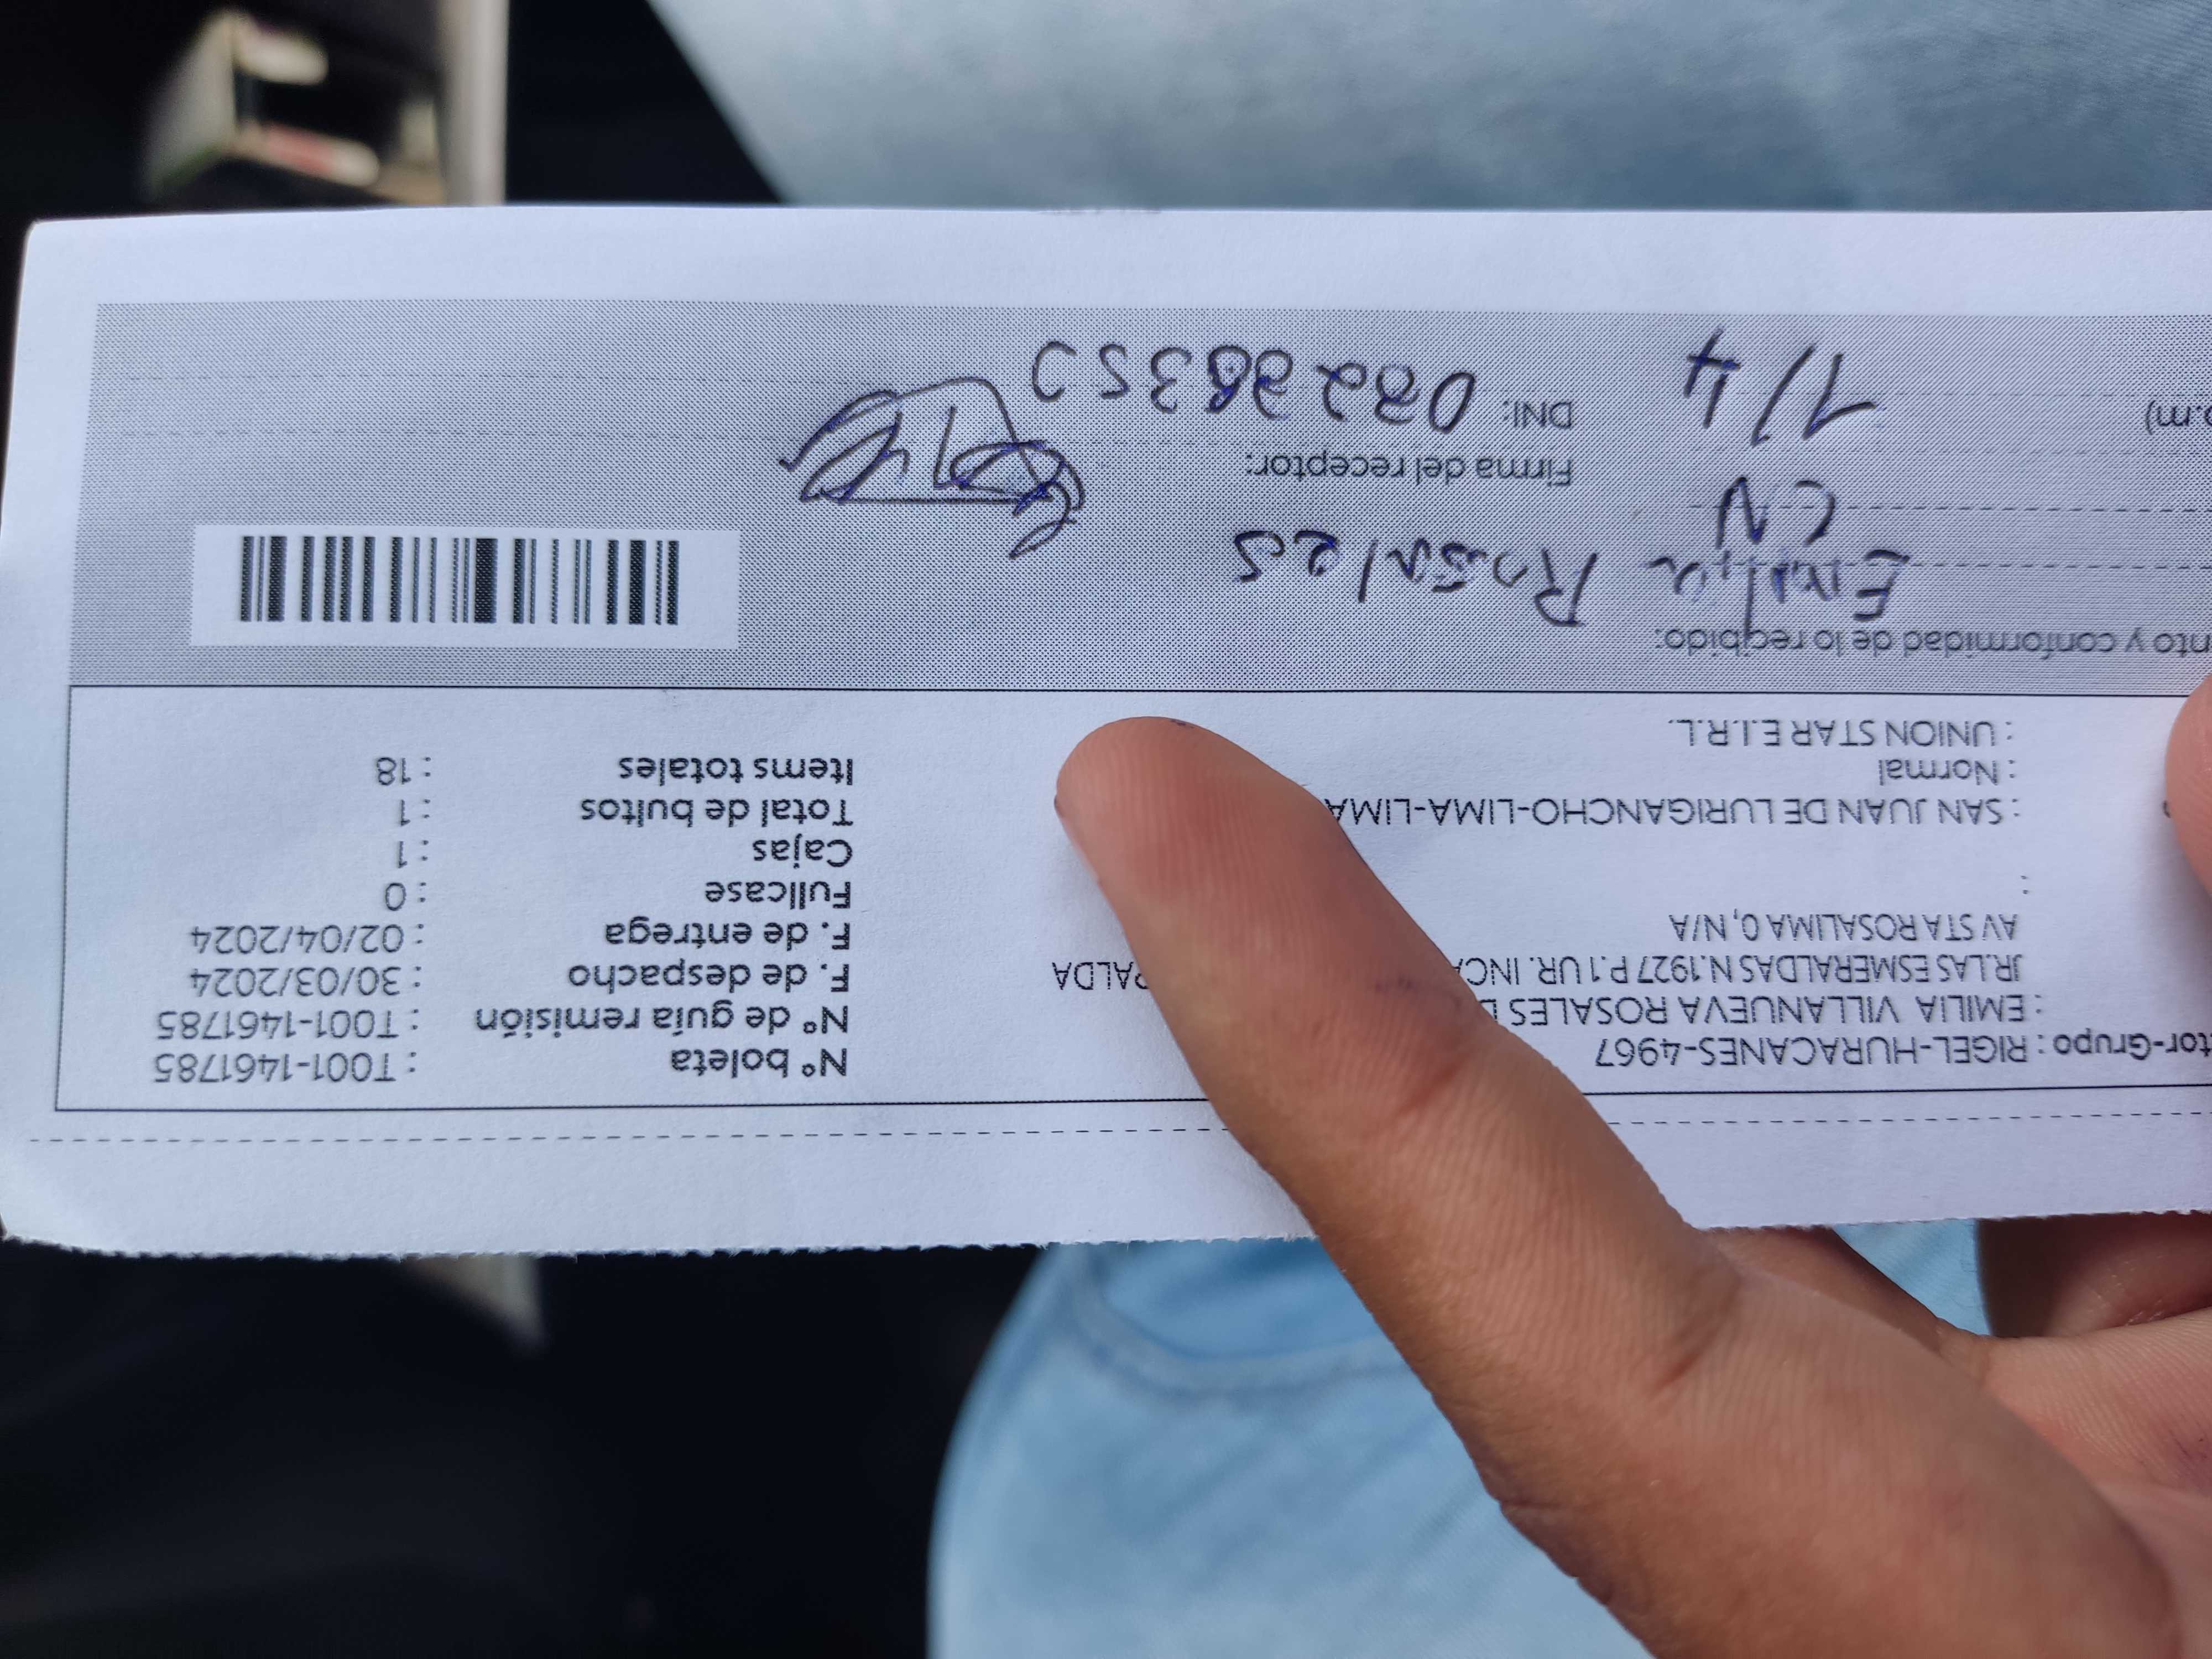 tor-Grupo : RIGEL-HURACANES-4967
: EMILIA VILLANUEVA ROSALES
JR.LAS ESMERALDAS N.1927 P.1 UR. INCA
AV STA ROSALIMA 0, N/A
:
: SAN JUAN DE LURIGANCHO-LIMA-LIMA
: Normal
: UNION STAR E.I.R.L.
N° boleta : T001-1461785
N° de guía remisión : T001-1461785
F. de despacho : 30/03/2024
F. de entrega : 02/04/2024
Fullcase : 0
Cajas : 1
Total de bultos : 1
Items totales : 18
nto y conformidad de lo recibido:
Emilia Rosales
CN
Firma del receptor:
1/4
DNI:
p.m)